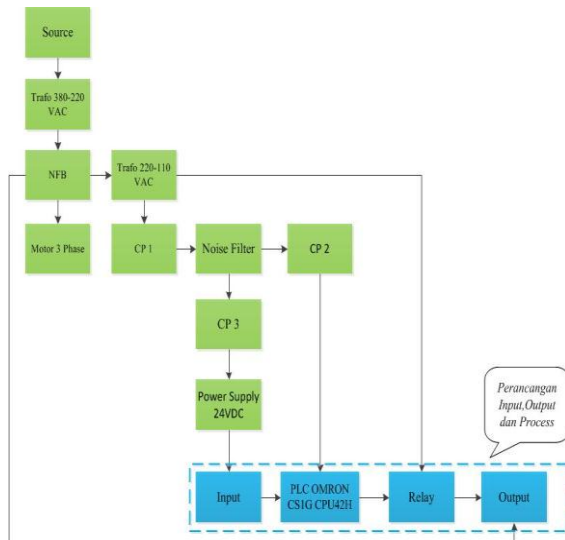 Source
Trafo 380-220
VAC
NFB
Trafo 220-110
VAC
Motor 3 Phase
CP 1
Noise Filter
CP 2
CP 3
Power Supply
24VDC
Perancangan
Input,Output
dan Process
Input
PLC OMRON
CS1G CPU42H
Relay
Output